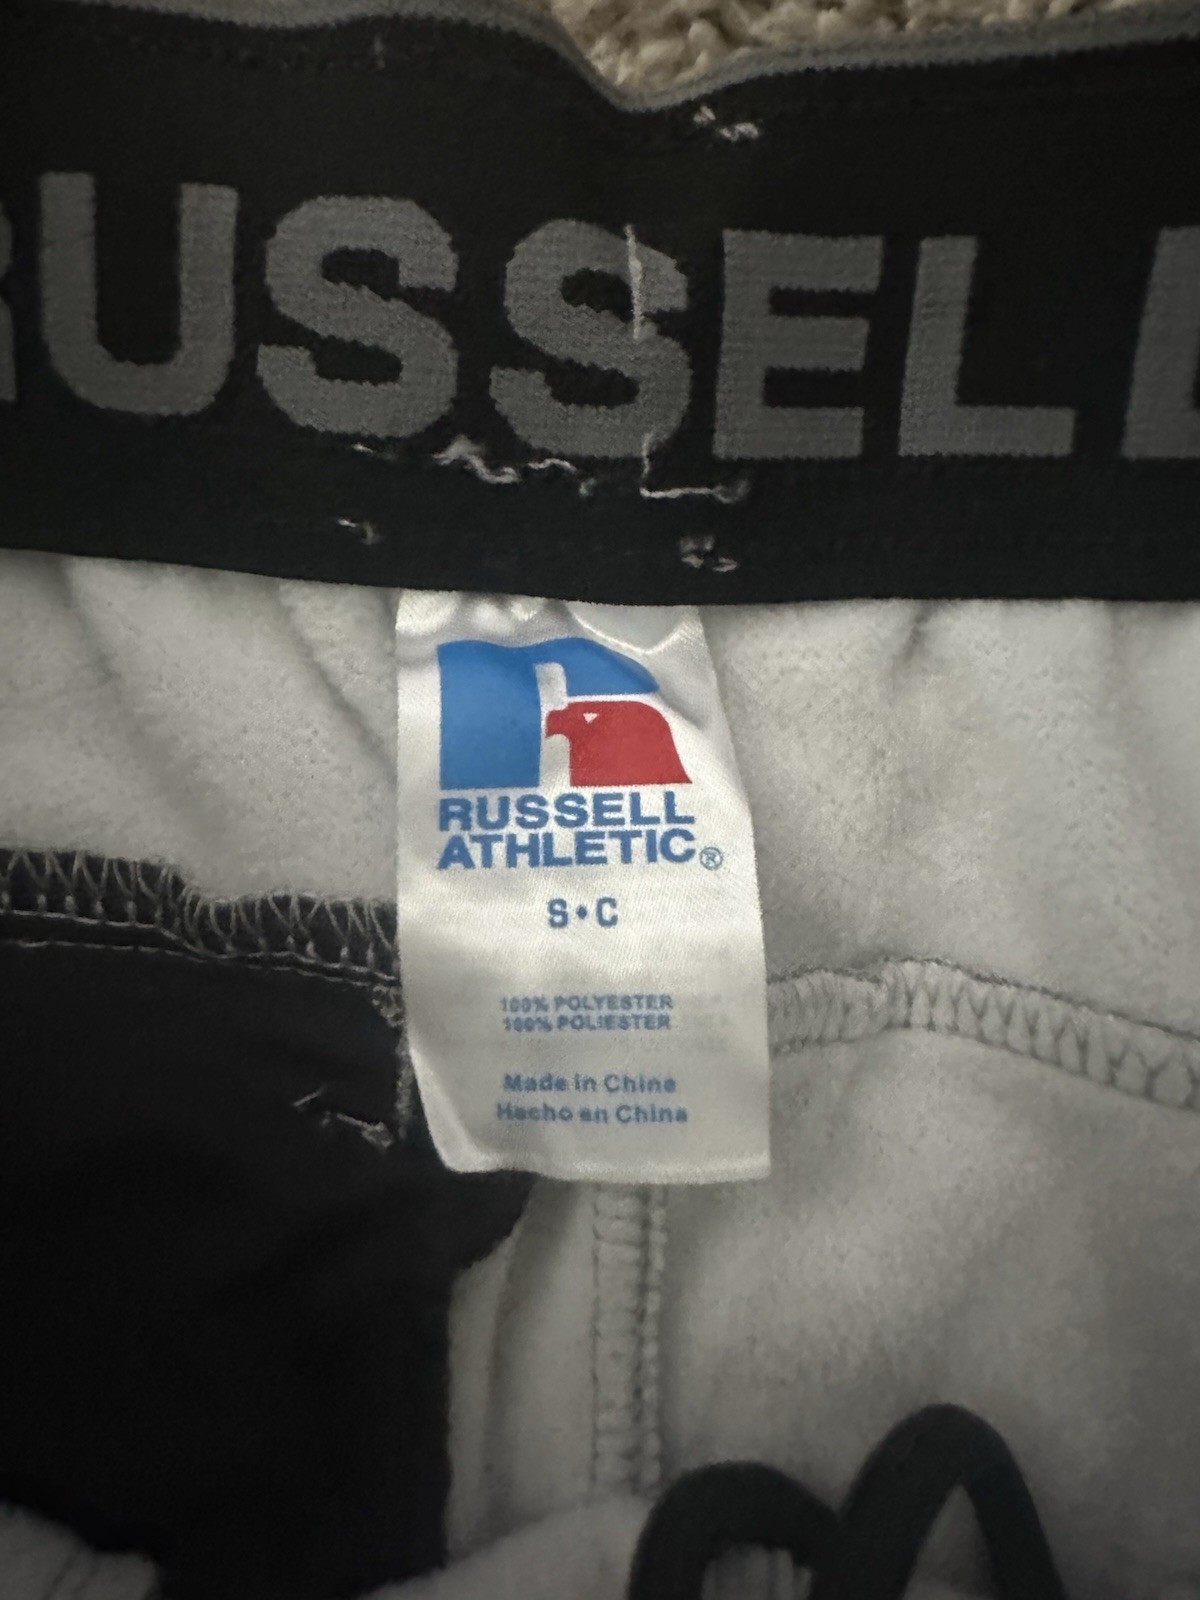 RUSSELL
RUSSELL
ATHLETIC®
S•C
100% POLYESTER
100% POLIESTER
Made in China
Hecho en China